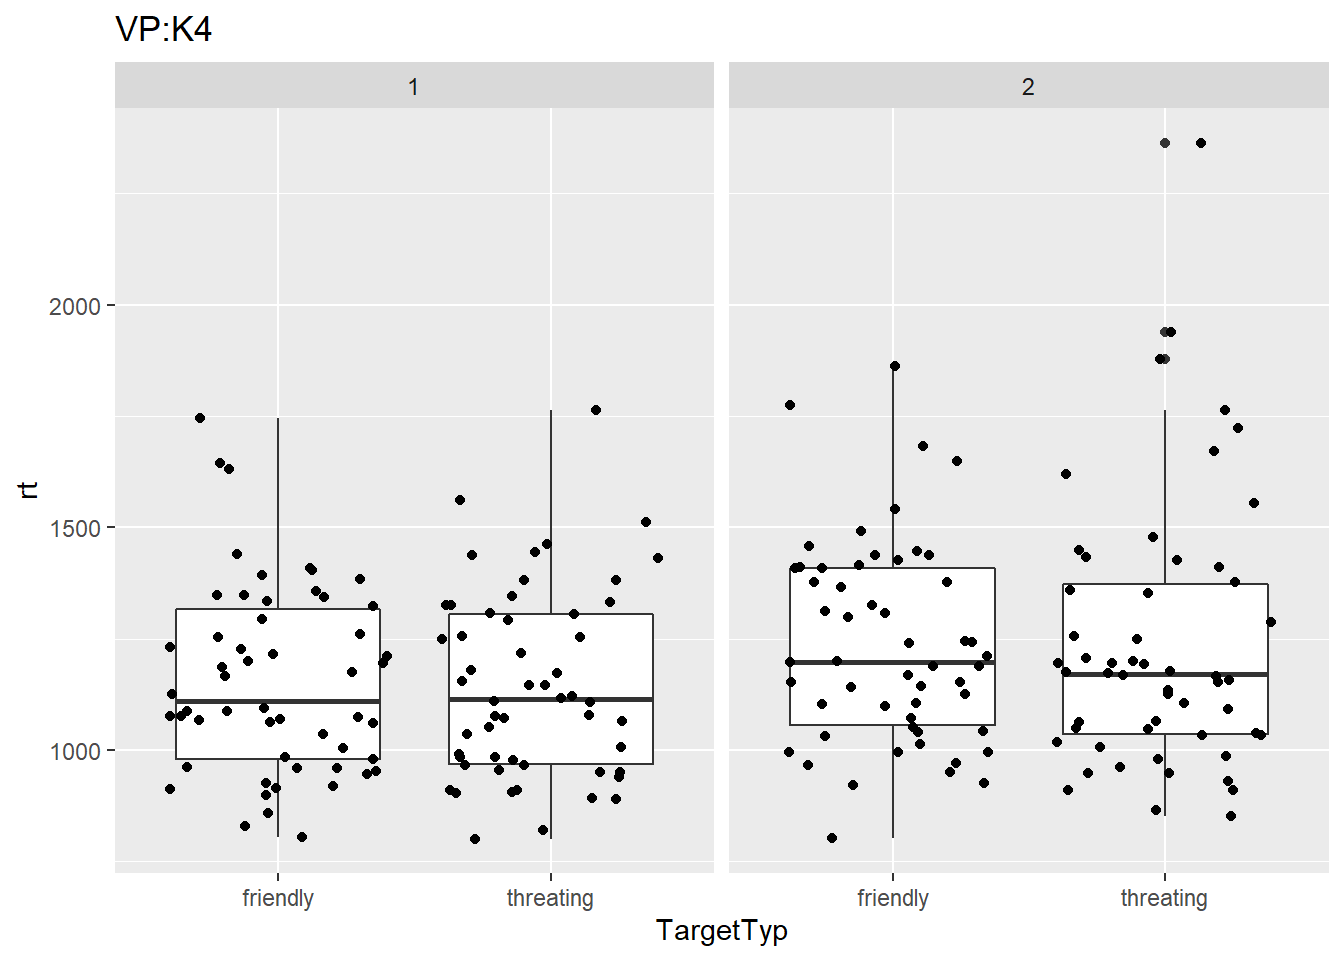 VP:K4
1
2
rt
2000
1500
1000
friendly
threating
friendly
threating
TargetTyp